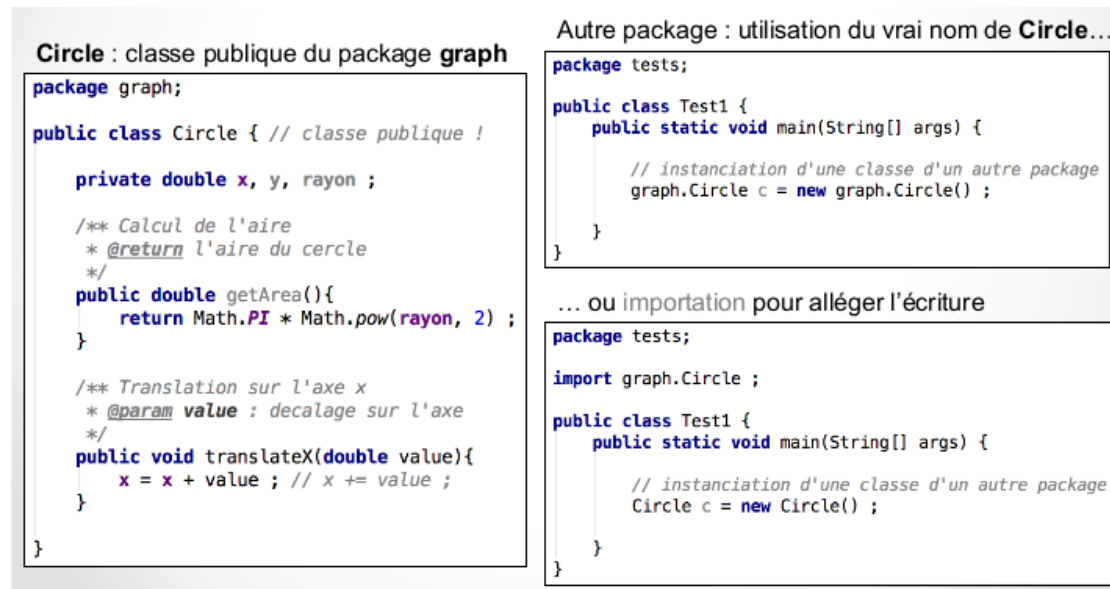 Circle : classe publique du package graph
package graph;
public class Circle { // classe publique !
private double x, y, rayon ;
/** Calcul de l'aire
* @return l'aire du cercle
*/
public double getArea(){
return Math.PI * Math.pow(rayon, 2) ;
}
/** Translation sur l'axe x
* @param value : decalage sur l'axe
*/
public void translateX(double value){
x = x + value ; // x += value ;
}
}
Autre package : utilisation du vrai nom de Circle…
package tests;
public class Test1 {
public static void main(String[] args) {
// instanciation d'une classe d'un autre package
graph.Circle c = new graph.Circle() ;
}
}
… ou importation pour alléger l’écriture
package tests;
import graph.Circle ;
public class Test1 {
public static void main(String[] args) {
// instanciation d'une classe d'un autre package
Circle c = new Circle() ;
}
}